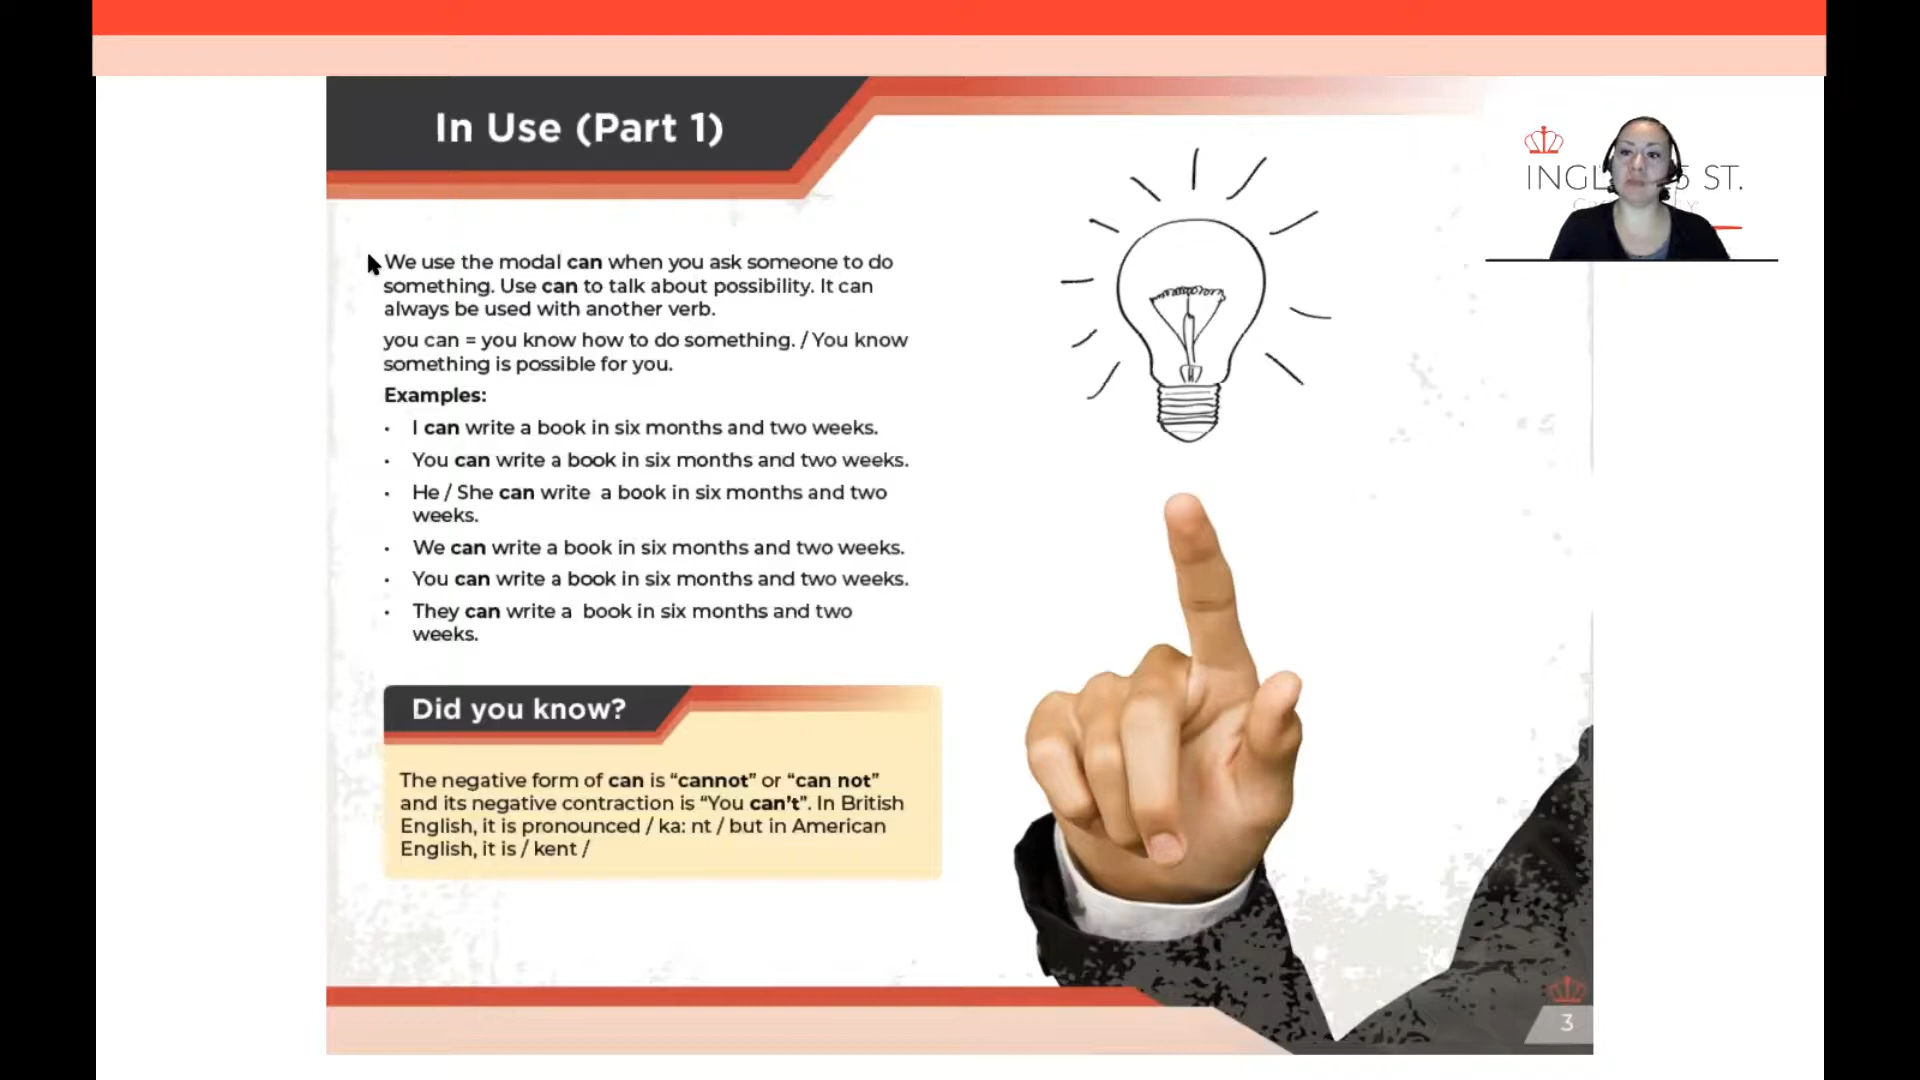 In Use (Part 1)
ST.
We use the modal can when you ask someone to do
something. Use can to talk about possibility. It can
always be used with another verb.
you can = you know how to do something. / You know
something is possible for you.
Examples:
• I can write a book in six months and two weeks.
• You can write a book in six months and two weeks.
• He / She can write a book in six months and two
weeks.
• We can write a book in six months and two weeks.
• You can write a book in six months and two weeks.
• They can write a book in six months and two
weeks.
Did you know?
The negative form of can is “cannot” or “can not”
and its negative contraction is “You can’t”. In British
English, it is pronounced / ka: nt / but in American
English, it is / kent /
3